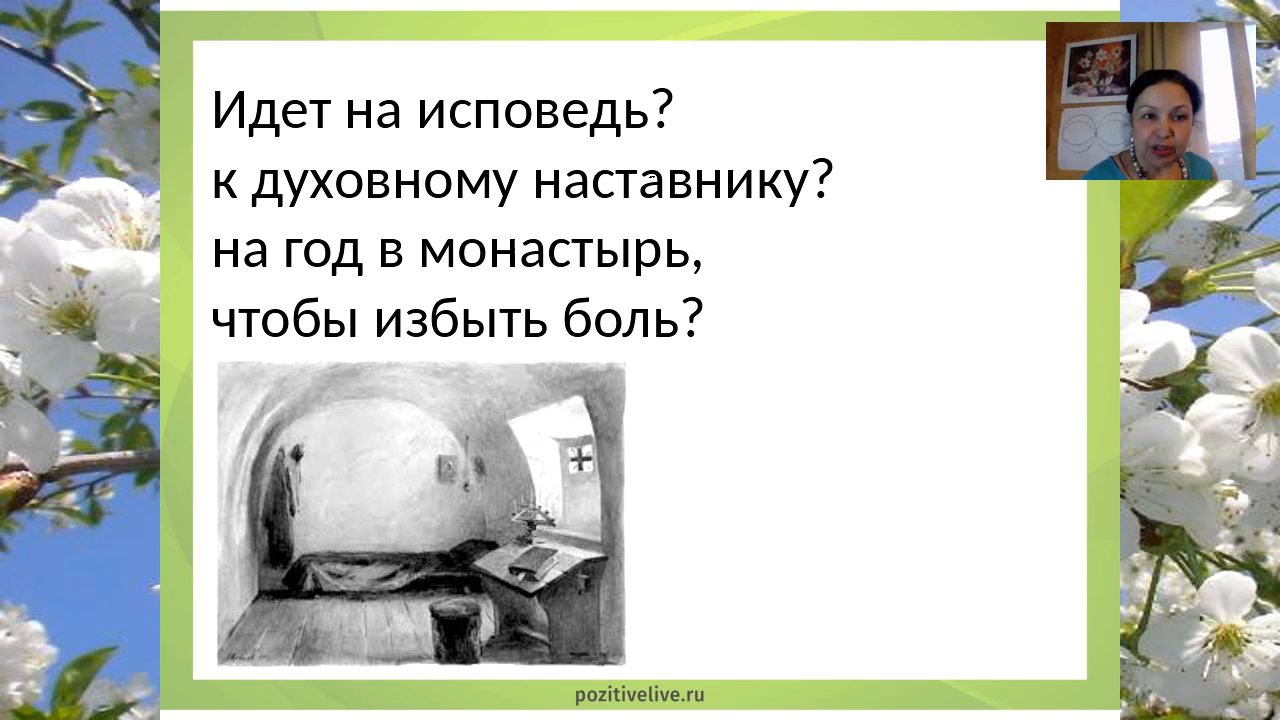 Идет на исповедь?
к духовному наставнику?
на год в монастырь,
чтобы избыть боль?
pozitivelive.ru